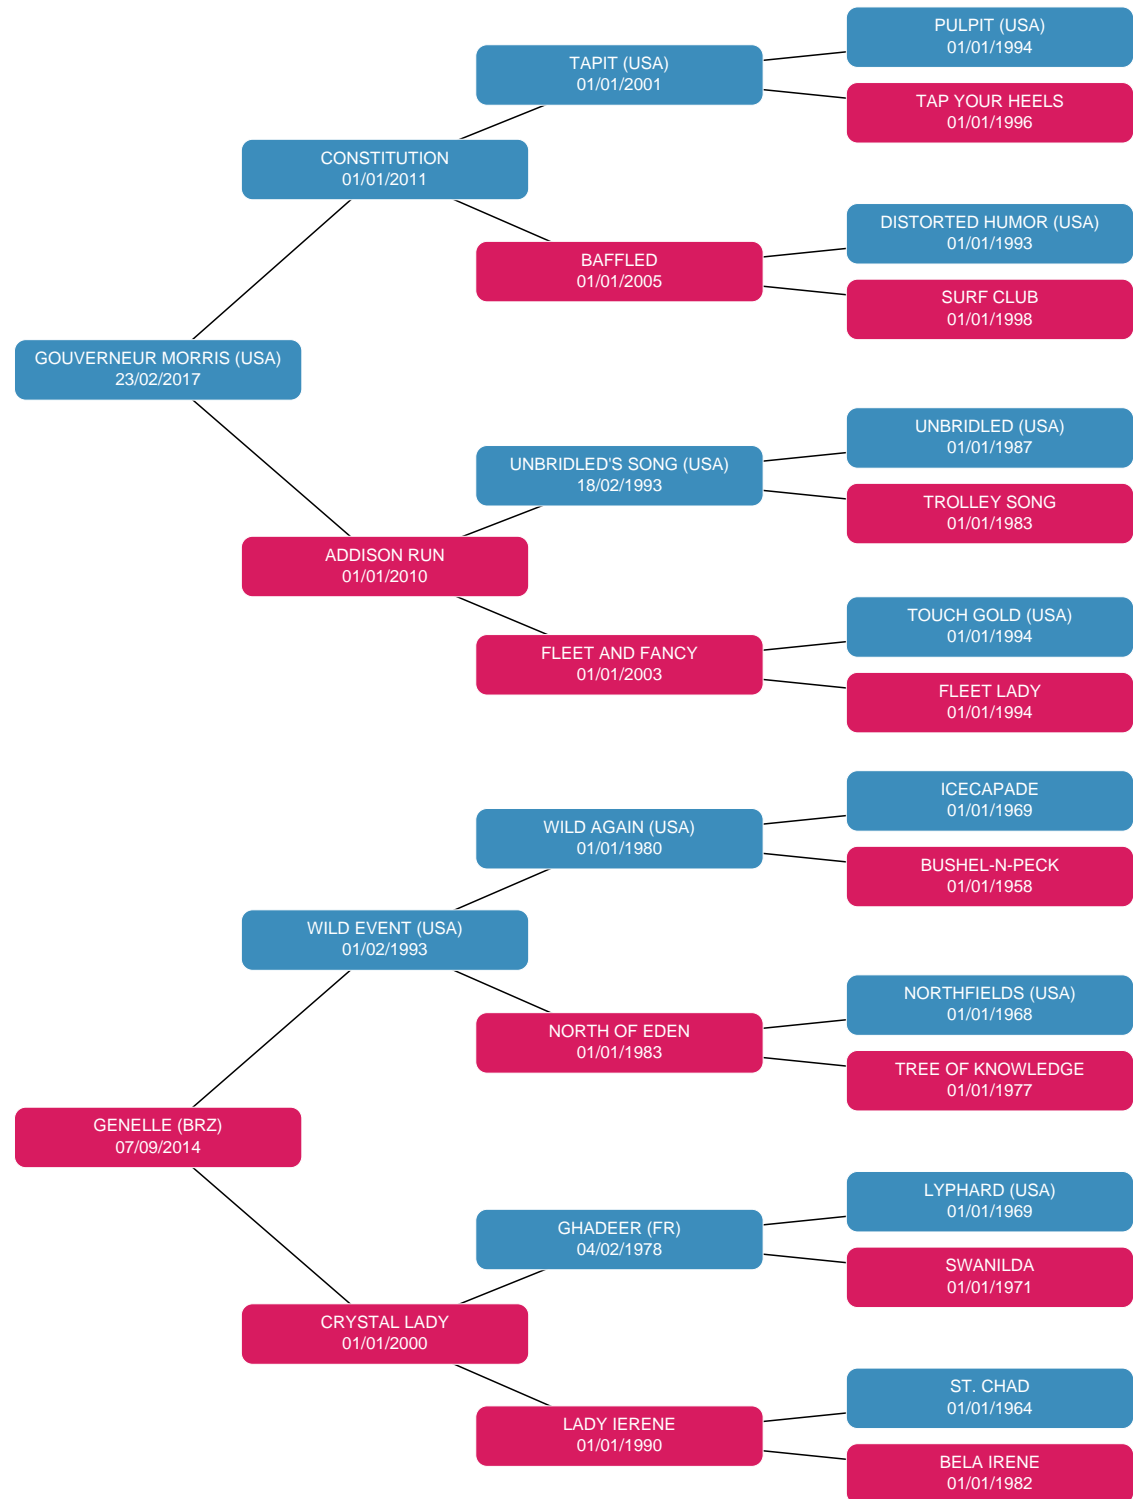 PULPIT (USA)
01/01/1994
TAPIT (USA)
01/01/2001
TAP YOUR HEELS
01/01/1996
CONSTITUTION
01/01/2011
DISTORTED HUMOR (USA)
01/01/1993
BAFFLED
01/01/2005
SURF CLUB
01/01/1998
GOUVERNEUR MORRIS (USA)
23/02/2017
UNBRIDLED (USA)
01/01/1987
UNBRIDLED'S SONG (USA)
18/02/1993
TROLLEY SONG
01/01/1983
ADDISON RUN
01/01/2010
TOUCH GOLD (USA)
01/01/1994
FLEET AND FANCY
01/01/2003
FLEET LADY
01/01/1994
ICECAPADE
01/01/1969
WILD AGAIN (USA)
01/01/1980
BUSHEL-N-PECK
01/01/1958
WILD EVENT (USA)
01/02/1993
NORTHFIELDS (USA)
01/01/1968
NORTH OF EDEN
01/01/1983
TREE OF KNOWLEDGE
01/01/1977
GENELLE (BRZ)
07/09/2014
LYPHARD (USA)
01/01/1969
GHADEER (FR)
04/02/1978
SWANILDA
01/01/1971
CRYSTAL LADY
01/01/2000
ST. CHAD
01/01/1964
LADY IERENE
01/01/1990
BELA IRENE
01/01/1982